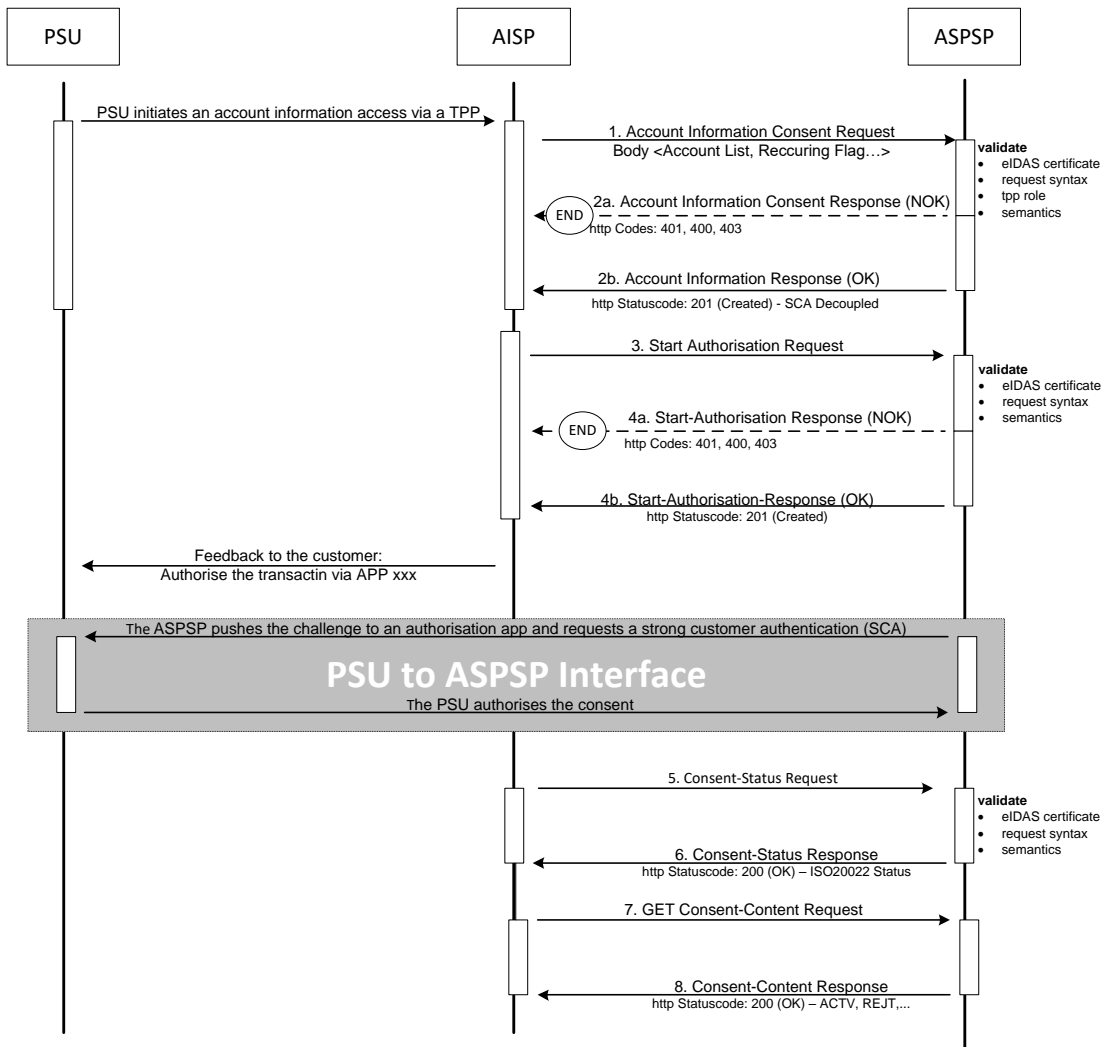 PSU
AISP
ASPSP
PSU initiates an account information access via a TPP
1. Account Information Consent Request
Body <Account List, Reccuring Flag…>
validate
• eIDAS certificate
• request syntax
• tpp role
• semantics
2a. Account Information Consent Response (NOK)
END
http Codes: 401, 400, 403
2b. Account Information Response (OK)
http Statuscode: 201 (Created) - SCA Decoupled
3. Start Authorisation Request
validate
• eIDAS certificate
• request syntax
• semantics
4a. Start-Authorisation Response (NOK)
END
http Codes: 401, 400, 403
4b. Start-Authorisation-Response (OK)
http Statuscode: 201 (Created)
Feedback to the customer:
Authorise the transactin via APP xxx
The ASPSP pushes the challenge to an authorisation app and requests a strong customer authentication (SCA)
PSU to ASPSP Interface
The PSU authorises the consent
5. Consent-Status Request
validate
• eIDAS certificate
• request syntax
• semantics
6. Consent-Status Response
http Statuscode: 200 (OK) – ISO20022 Status
7. GET Consent-Content Request
8. Consent-Content Response
http Statuscode: 200 (OK) – ACTV, REJT,...